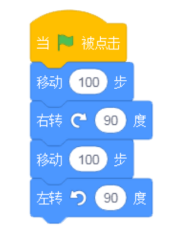 当 被点击
移动 100 步
右转 90 度
移动 100 步
左转 90 度